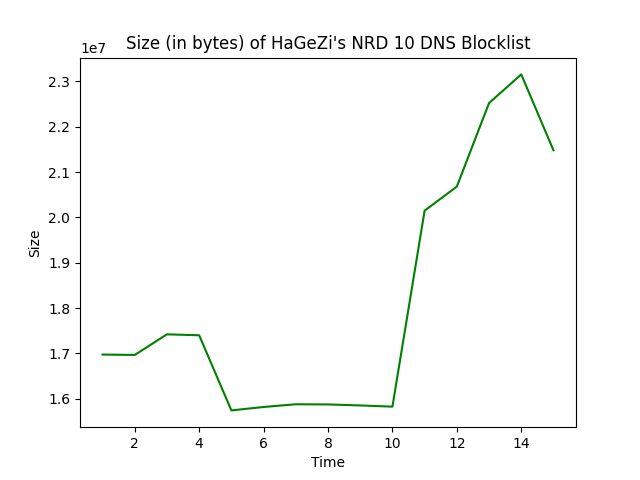 Size (in bytes) of HaGeZi's NRD 10 DNS Blocklist
1e7
2.3
2.2
2.1
2.0
1.9
1.8
1.7
1.6
Size
2 4 6 8 10 12 14
Time